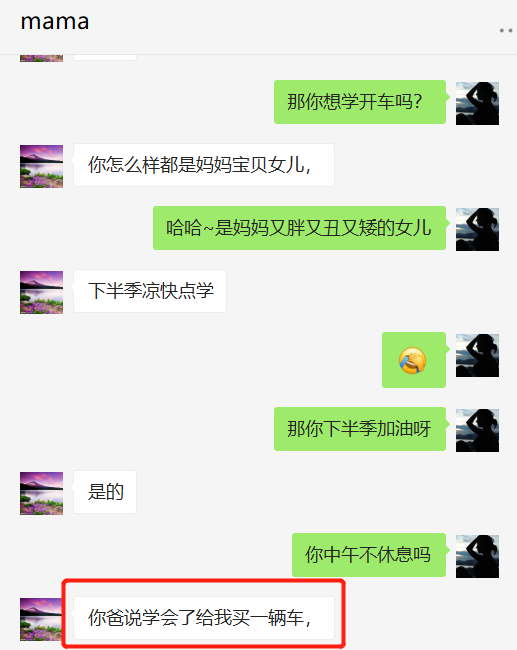 mama
那你想学开车吗？
你怎么样都是妈妈宝贝女儿，
哈哈~是妈妈又胖又丑又矮的女儿
下半季凉快点学
那你下半季加油呀
是的
你中午不休息吗
你爸说学会了给我买一辆车，